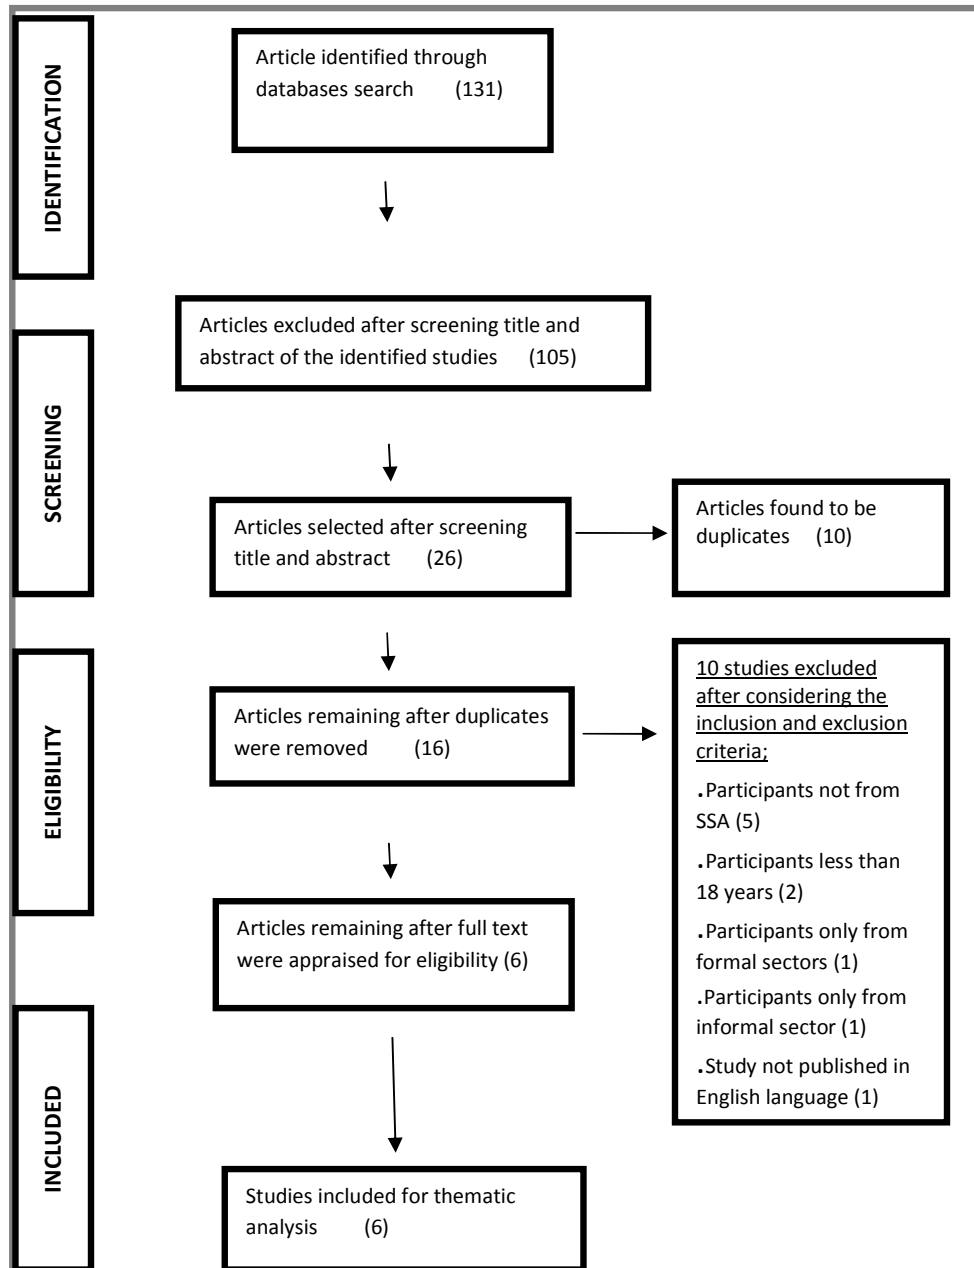 IDENTIFICATION
Article identified through
databases search (131)
SCREENING
Articles excluded after screening title and
abstract of the identified studies (105)
Articles selected after screening
title and abstract (26)
Articles found to be
duplicates (10)
ELIGIBILITY
Articles remaining after duplicates
were removed (16)
10 studies excluded
after considering the
inclusion and exclusion
criteria;
.Participants not from
SSA (5)
.Participants less than
18 years (2)
.Participants only from
formal sectors (1)
.Participants only from
informal sector (1)
.Study not published in
English language (1)
Articles remaining after full text
were appraised for eligibility (6)
INCLUDED
Studies included for thematic
analysis (6)